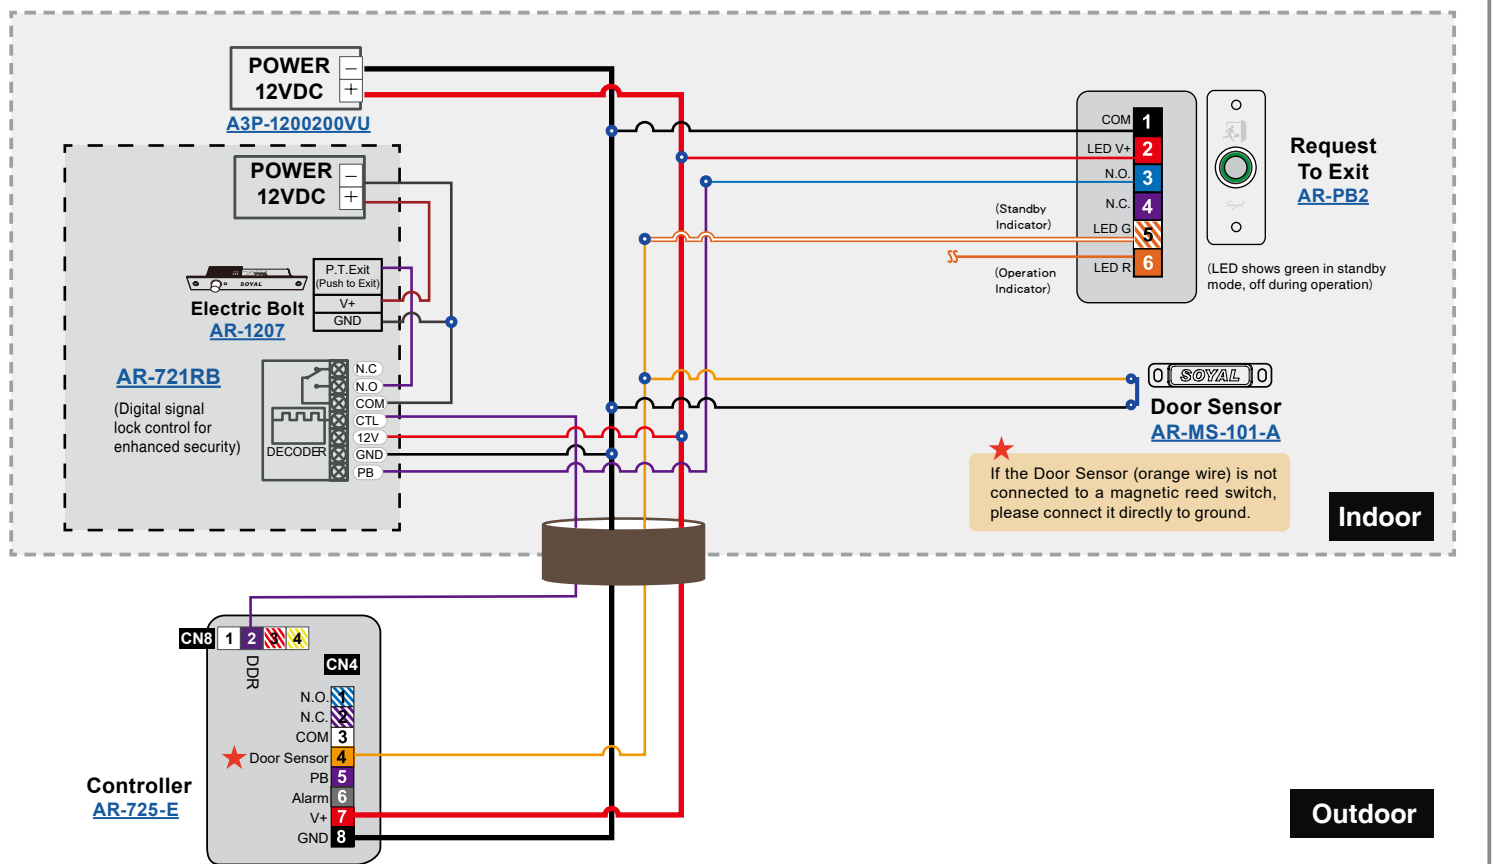 POWER −
12VDC +
A3P-1200200VU
POWER −
12VDC +
P.T.Exit
(Push to Exit)
V+
GND
SOYAL
Electric Bolt
AR-1207
AR-721RB
(Digital signal
lock control for
enhanced security)
DECODER
N.C
N.O
COM
CTL
12V
GND
PB
COM 1
LED V+ 2
N.O. 3
N.C. 4
LED G 5
LED R 6
(Standby
Indicator)
(Operation
Indicator)
Soyal
Request
To Exit
AR-PB2
(LED shows green in standby
mode, off during operation)
SOYAL
Door Sensor
AR-MS-101-A
If the Door Sensor (orange wire) is not
connected to a magnetic reed switch,
please connect it directly to ground.
Indoor
CN8 1 2 3 4
DDR
CN4
N.O. 1
N.C. 2
COM 3
Door Sensor 4
PB 5
Alarm 6
V+ 7
GND 8
Controller
AR-725-E
Outdoor